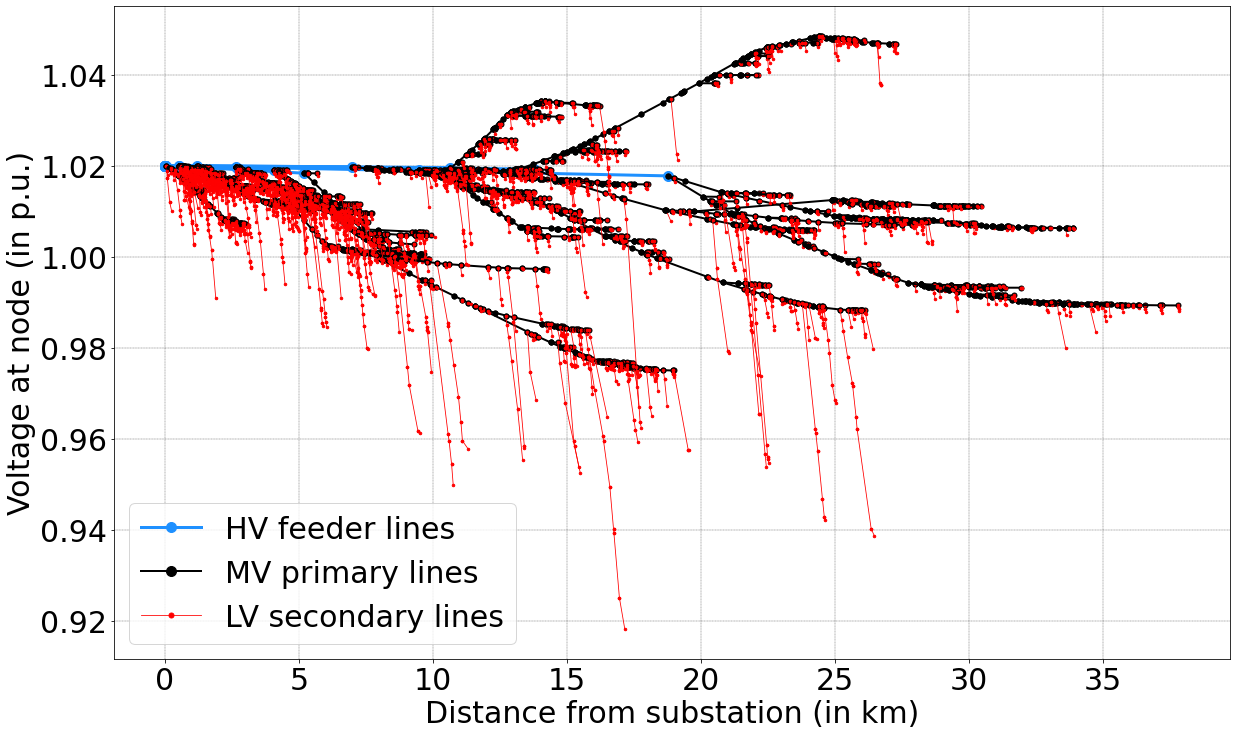 Voltage at node (in p.u.)
1.04
1.02
1.00
0.98
0.96
0.94
0.92
HV feeder lines
MV primary lines
LV secondary lines
0 5 10 15 20 25 30 35
Distance from substation (in km)